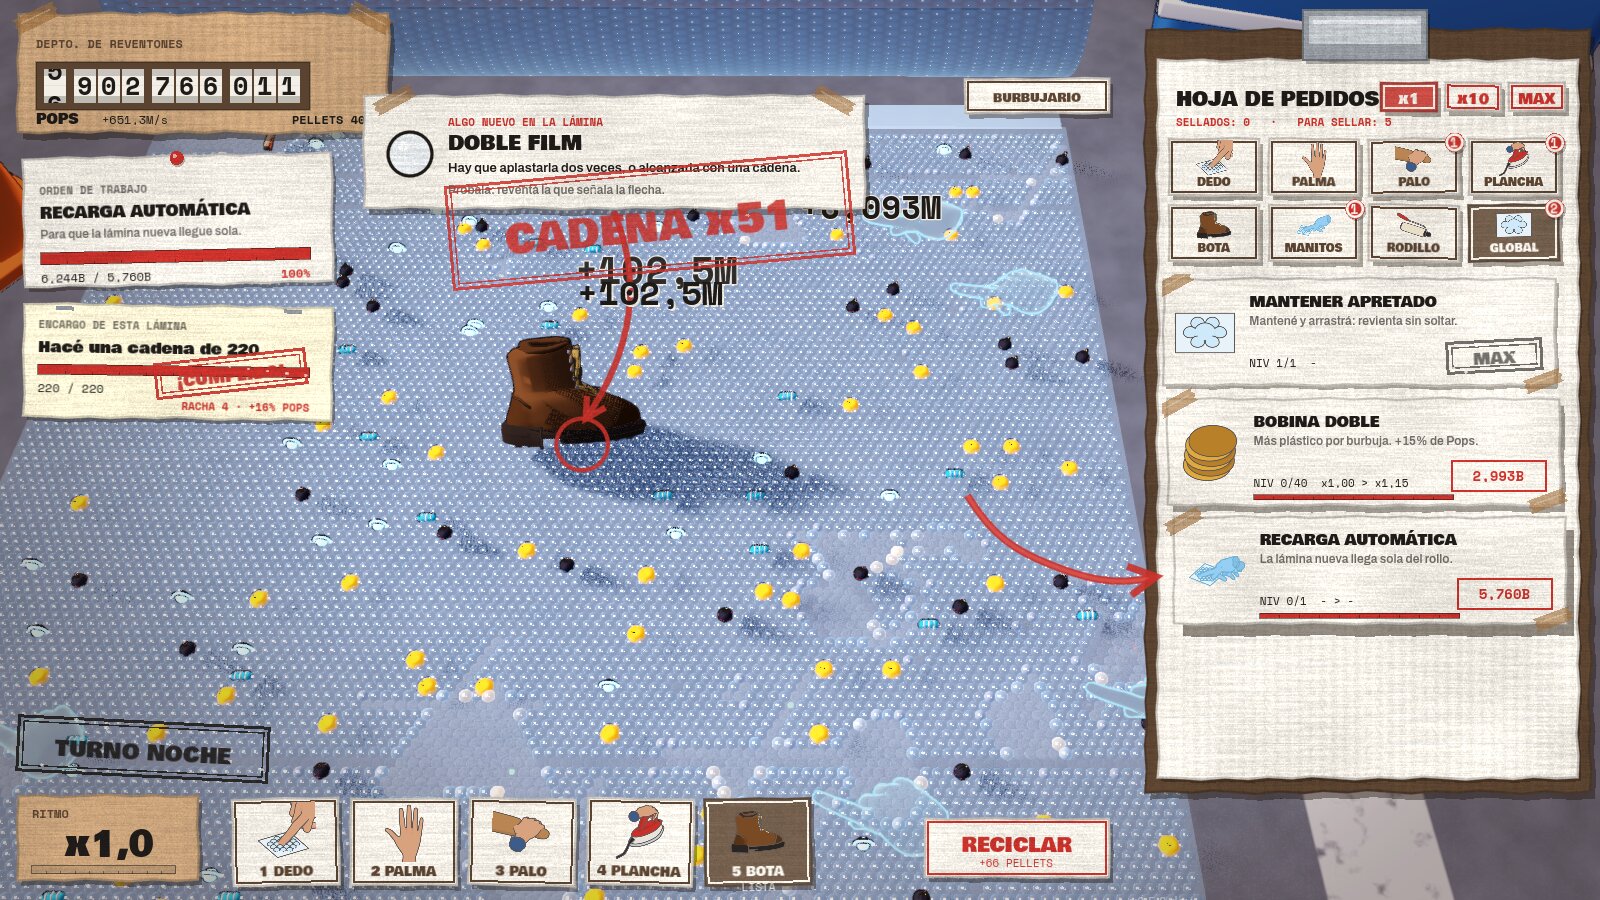 DEPTO. DE REVENTONES
902 766 011
POPS +651.3M/s PELLETS 40
ORDEN DE TRABAJO
RECARGA AUTOMÁTICA
Para que la lámina nueva llegue sola.
6.244B / 5.760B 100%
ENCARGO DE ESTA LÁMINA
Hacé una cadena de 220
220 / 220
RACHA 4 · +16% POPS
ALGO NUEVO EN LA LÁMINA
DOBLE FILM
Hay que aplastarla dos veces, o alcanzarla con una cadena.
Probala: reventá la que señala la flecha.
CADENA x51
+102,5M
+102,5M
BURBUJARIO
HOJA DE PEDIDOS x1 x10 MAX
SELLADOS: 0 · PARA SELLAR: 5
DEDO
PALMA
PALO 1
PLANCHA 1
BOTA
MANITOS 1
RODILLO
GLOBAL 2
MANTENER APRETADO
Mantené y arrastrá: revienta sin soltar.
NIV 1/1 -
MAX
BOBINA DOBLE
Más plástico por burbuja. +15% de Pops.
NIV 0/40 x1,00 > x1,15
2,993B
RECARGA AUTOMÁTICA
La lámina nueva llega sola del rollo.
NIV 0/1 - > -
5,760B
TURNO NOCHE
RITMO
x1,0
1 DEDO
2 PALMA
3 PALO
4 PLANCHA
5 BOTA
LISTA
RECICLAR
+66 PELLETS